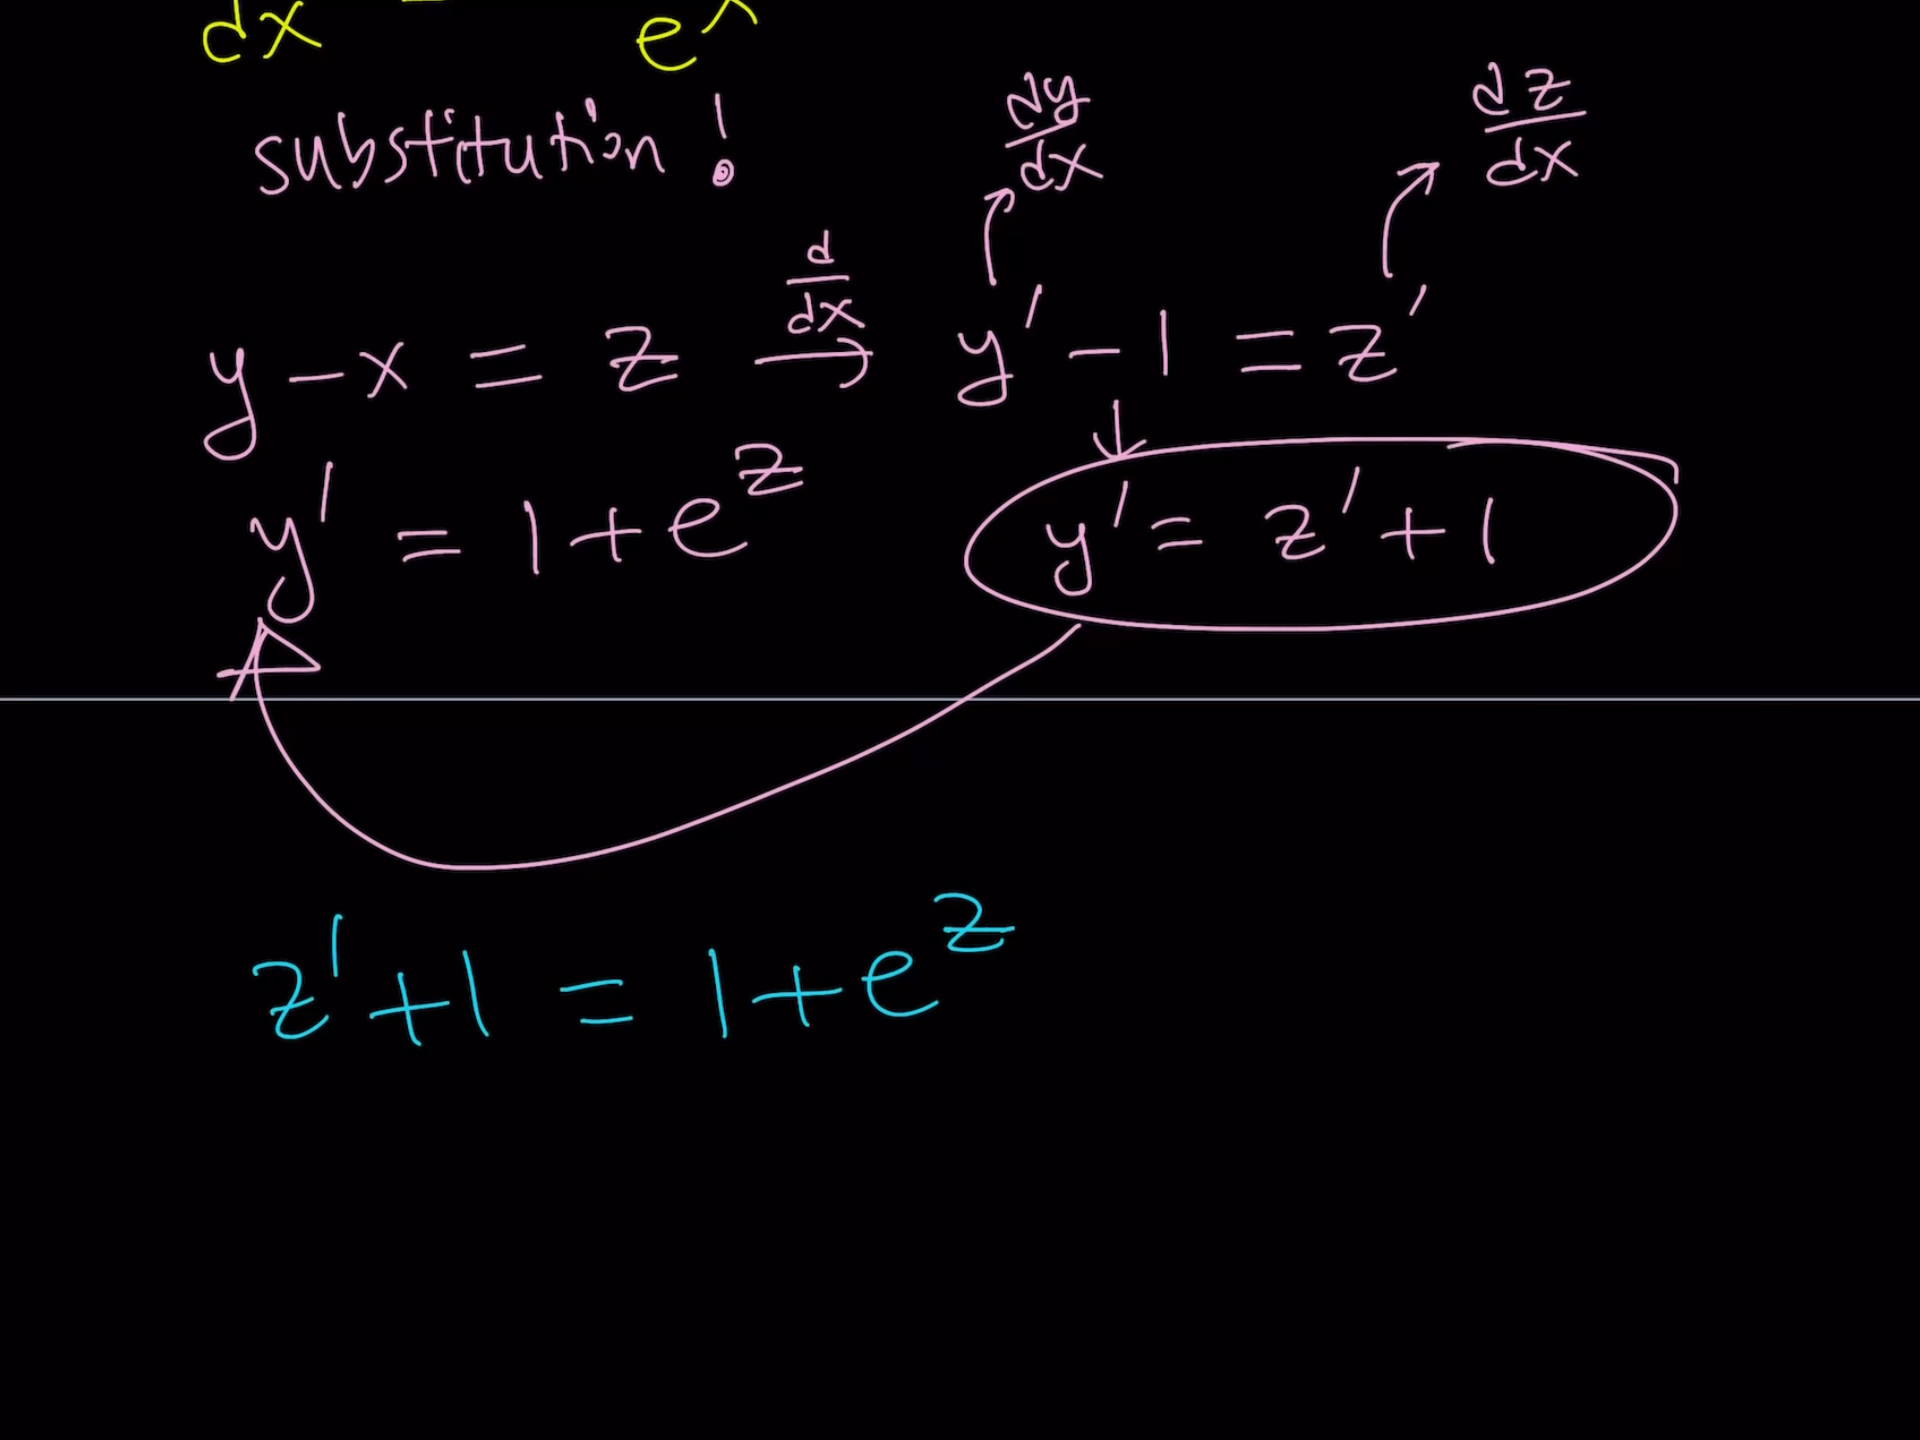 dx e^x
substitution!
dy/dx dz/dx
y - x = z d/dx → y' - 1 = z'
y' = 1 + e^z y' = z' + 1
z' + 1 = 1 + e^z